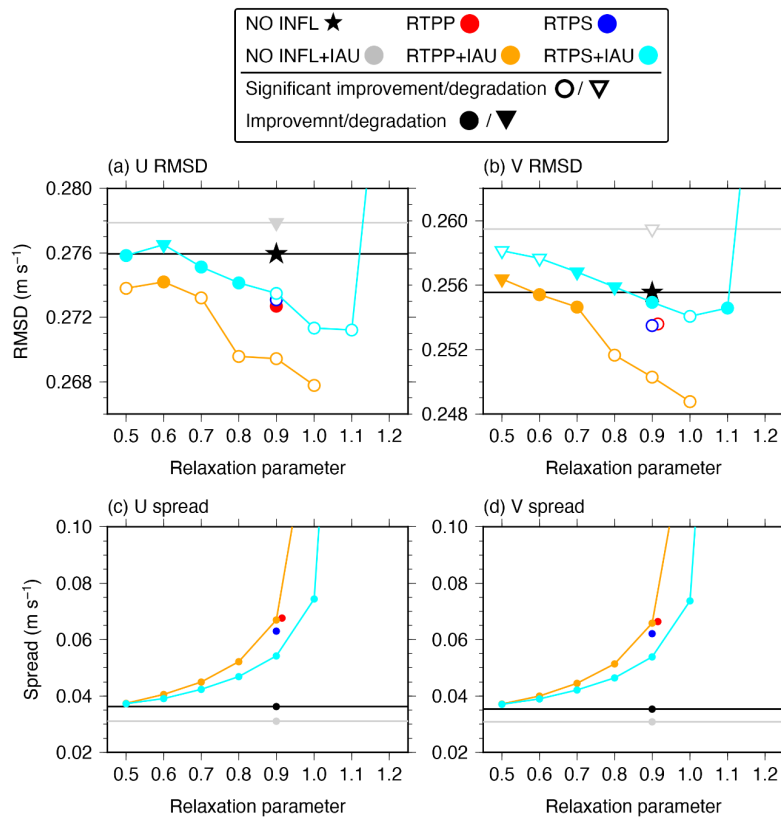 NO INFL RTPP RTPS
NO INFL+IAU RTPP+IAU RTPS+IAU
Significant improvement/degradation /
Improvemnt/degradation /
(a) U RMSD
(b) V RMSD
0.280
0.276
0.272
0.268
RMSD (m s⁻¹)
0.5 0.6 0.7 0.8 0.9 1.0 1.1 1.2
Relaxation parameter
0.260
0.256
0.252
0.248
0.5 0.6 0.7 0.8 0.9 1.0 1.1 1.2
Relaxation parameter
(c) U spread
(d) V spread
0.10
0.08
0.06
0.04
0.02
Spread (m s⁻¹)
0.5 0.6 0.7 0.8 0.9 1.0 1.1 1.2
Relaxation parameter
0.10
0.08
0.06
0.04
0.02
0.5 0.6 0.7 0.8 0.9 1.0 1.1 1.2
Relaxation parameter